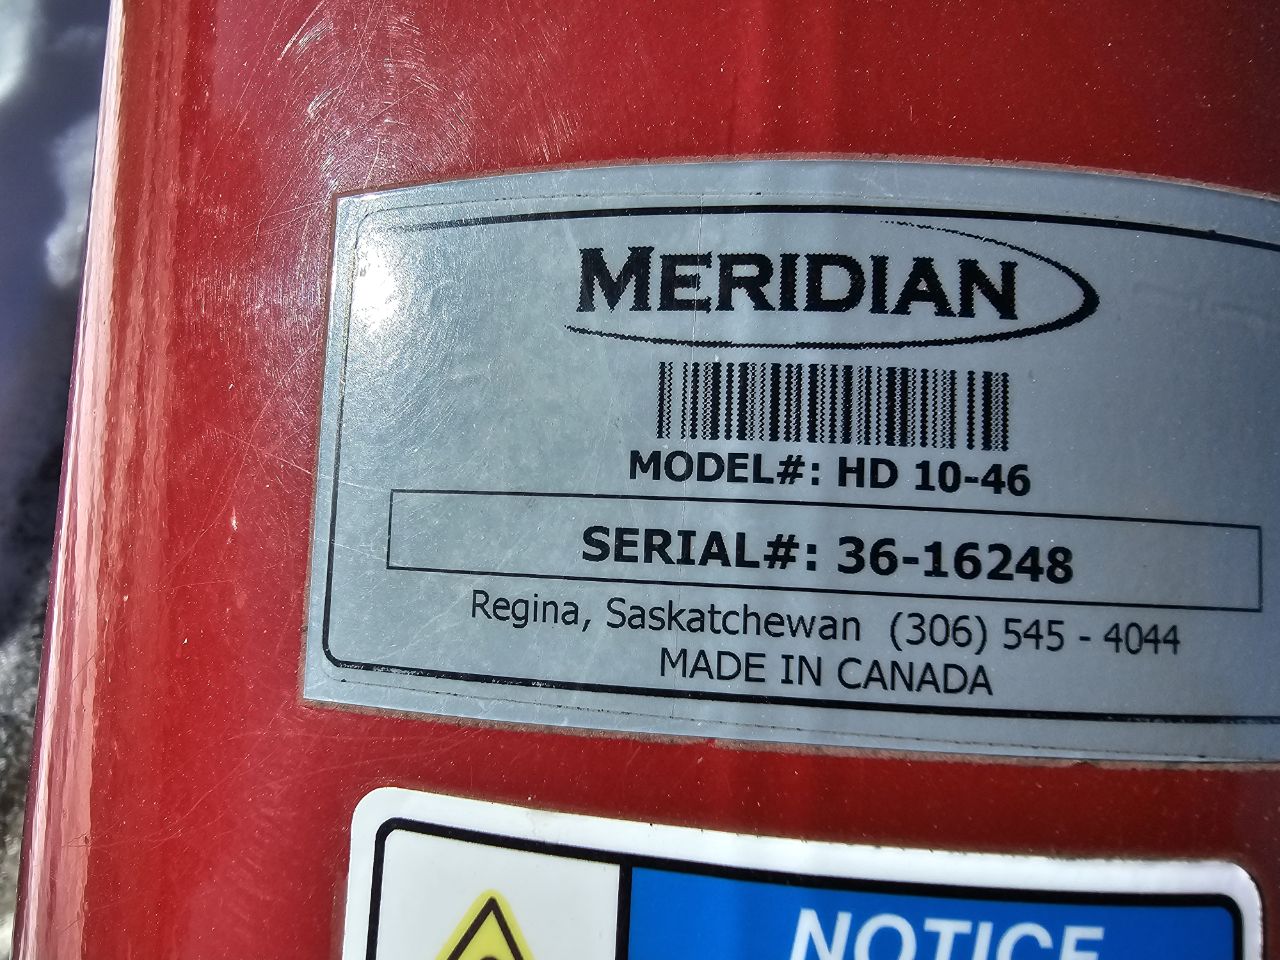 MERIDIAN
MODEL#: HD 10-46
SERIAL#: 36-16248
Regina, Saskatchewan (306) 545 - 4044
MADE IN CANADA
NOTICE